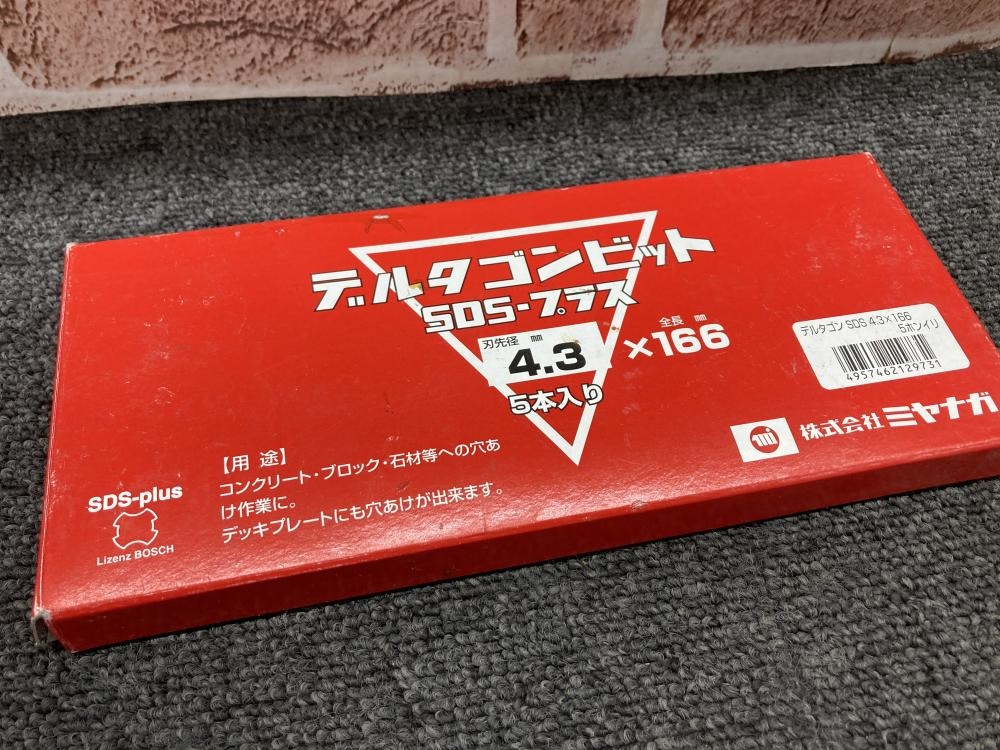 デルタゴンビット
SDS・プラス
刃先径 mm
4.3
全長 mm
×166
5本入り
デルタゴン SDS 4.3×166
5ホンイリ
4957462129731
株式会社 ミヤナガ
【用 途】
コンクリート・ブロック・石材等への穴あ
け作業に。
デッキプレートにも穴あけが出来ます。
SDS-plus
Lizenz BOSCH